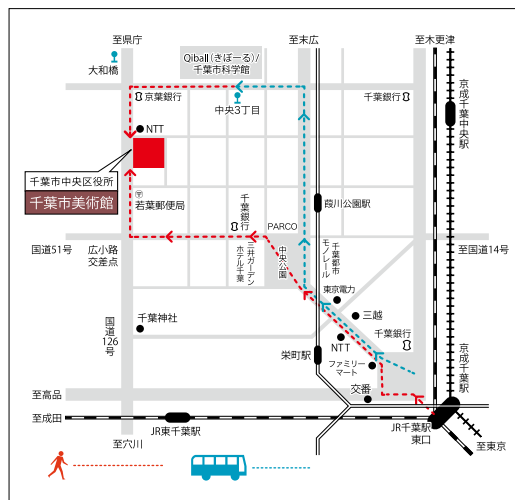 至県庁
至末広
至木更津
大和橋
Qiball(きぼーる)/
千葉市科学館
京葉銀行
中央3丁目
千葉銀行
京成千葉中央駅
NTT
千葉市中央区役所
千葉市美術館
若葉郵便局
千葉銀行
PARCO
葭川公園駅
国道51号
広小路
交差点
三井ガーデン
ホテル千葉
中央公園
千葉都市
モノレール
至国道14号
東京電力
三越
千葉神社
国道
126
号
千葉銀行
NTT
栄町駅
ファミリー
マート
京成千葉駅
至高品
交番
至成田
JR東千葉駅
JR千葉駅
東口
至穴川
至東京